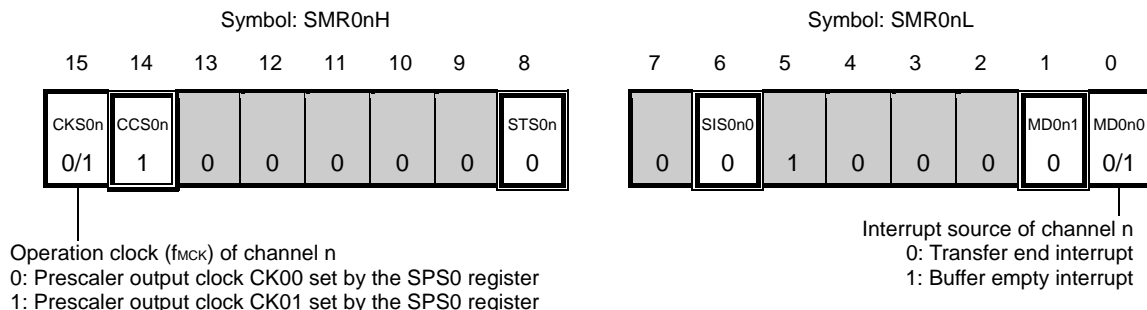 Symbol: SMR0nH Symbol: SMR0nL
15 14 13 12 11 10 9 8 7 6 5 4 3 2 1 0
CKS0n CCS0n STS0n SIS0n0 MD0n1 MD0n0
0/1 1 0 0 0 0 0 0 0 0 1 0 0 0 0 0/1
Operation clock (fMCK) of channel n
0: Prescaler output clock CK00 set by the SPS0 register
1: Prescaler output clock CK01 set by the SPS0 register
Interrupt source of channel n
0: Transfer end interrupt
1: Buffer empty interrupt